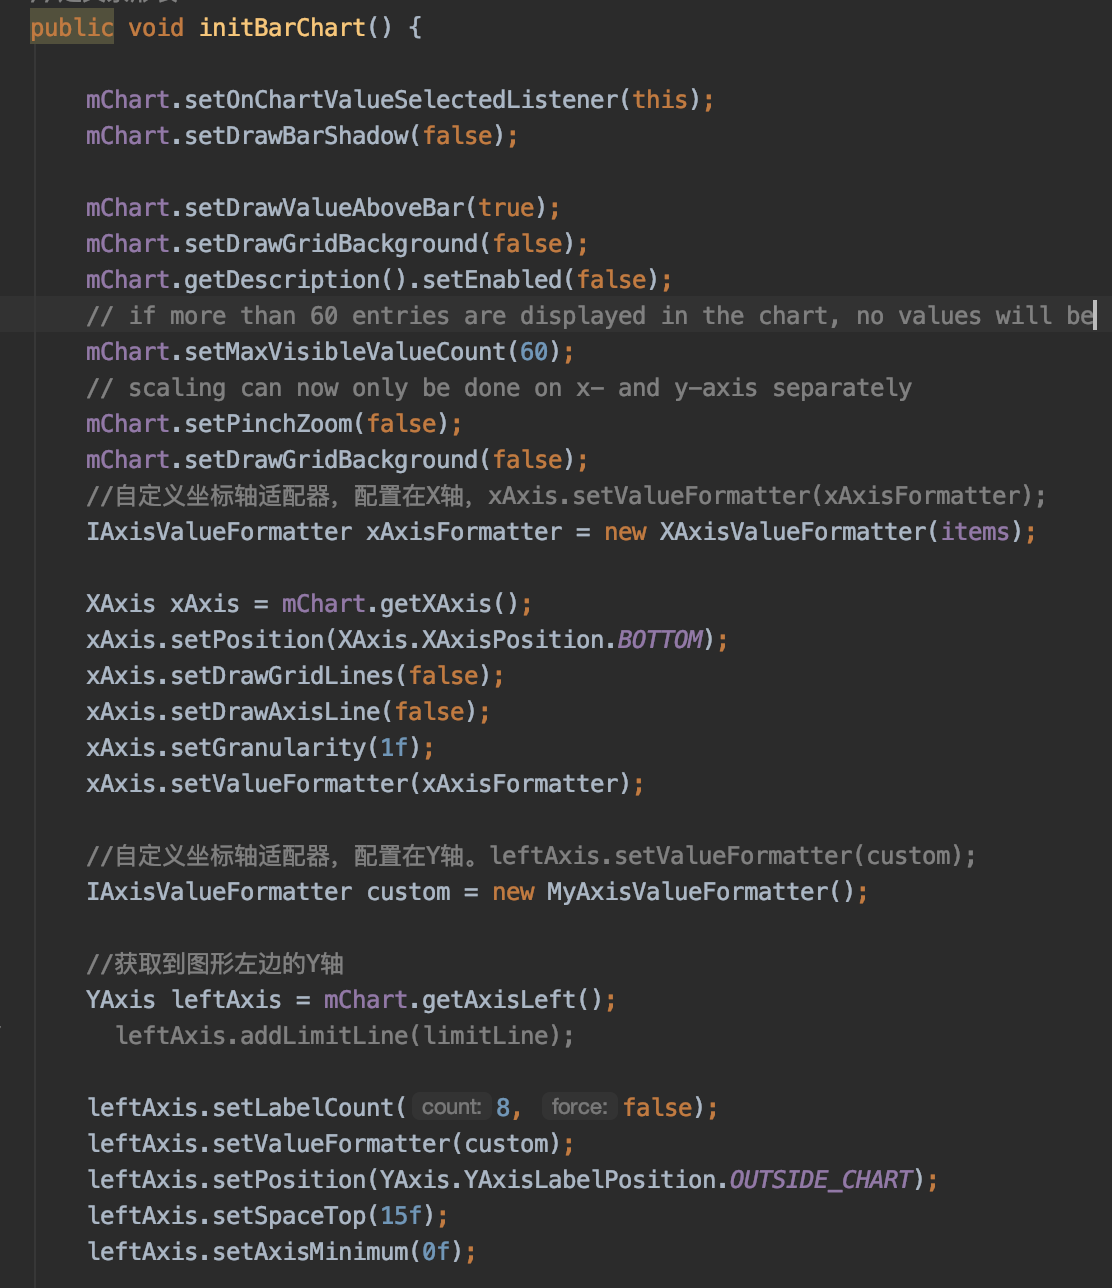 public void initBarChart() {
mChart.setOnChartValueSelectedListener(this);
mChart.setDrawBarShadow(false);
mChart.setDrawValueAboveBar(true);
mChart.setDrawGridBackground(false);
mChart.getDescription().setEnabled(false);
// if more than 60 entries are displayed in the chart, no values will be
mChart.setMaxVisibleValueCount(60);
// scaling can now only be done on x- and y-axis separately
mChart.setPinchZoom(false);
mChart.setDrawGridBackground(false);
//自定义坐标轴适配器，配置在X轴，xAxis.setValueFormatter(xAxisFormatter);
IAxisValueFormatter xAxisFormatter = new XAxisValueFormatter(items);
XAxis xAxis = mChart.getXAxis();
xAxis.setPosition(XAxis.XAxisPosition.BOTTOM);
xAxis.setDrawGridLines(false);
xAxis.setDrawAxisLine(false);
xAxis.setGranularity(1f);
xAxis.setValueFormatter(xAxisFormatter);
//自定义坐标轴适配器，配置在Y轴。leftAxis.setValueFormatter(custom);
IAxisValueFormatter custom = new MyAxisValueFormatter();
//获取到图形左边的Y轴
YAxis leftAxis = mChart.getAxisLeft();
leftAxis.addLimitLine(limitLine);
leftAxis.setLabelCount( count: 8, force: false);
leftAxis.setValueFormatter(custom);
leftAxis.setPosition(YAxis.YAxisLabelPosition.OUTSIDE_CHART);
leftAxis.setSpaceTop(15f);
leftAxis.setAxisMinimum(0f);